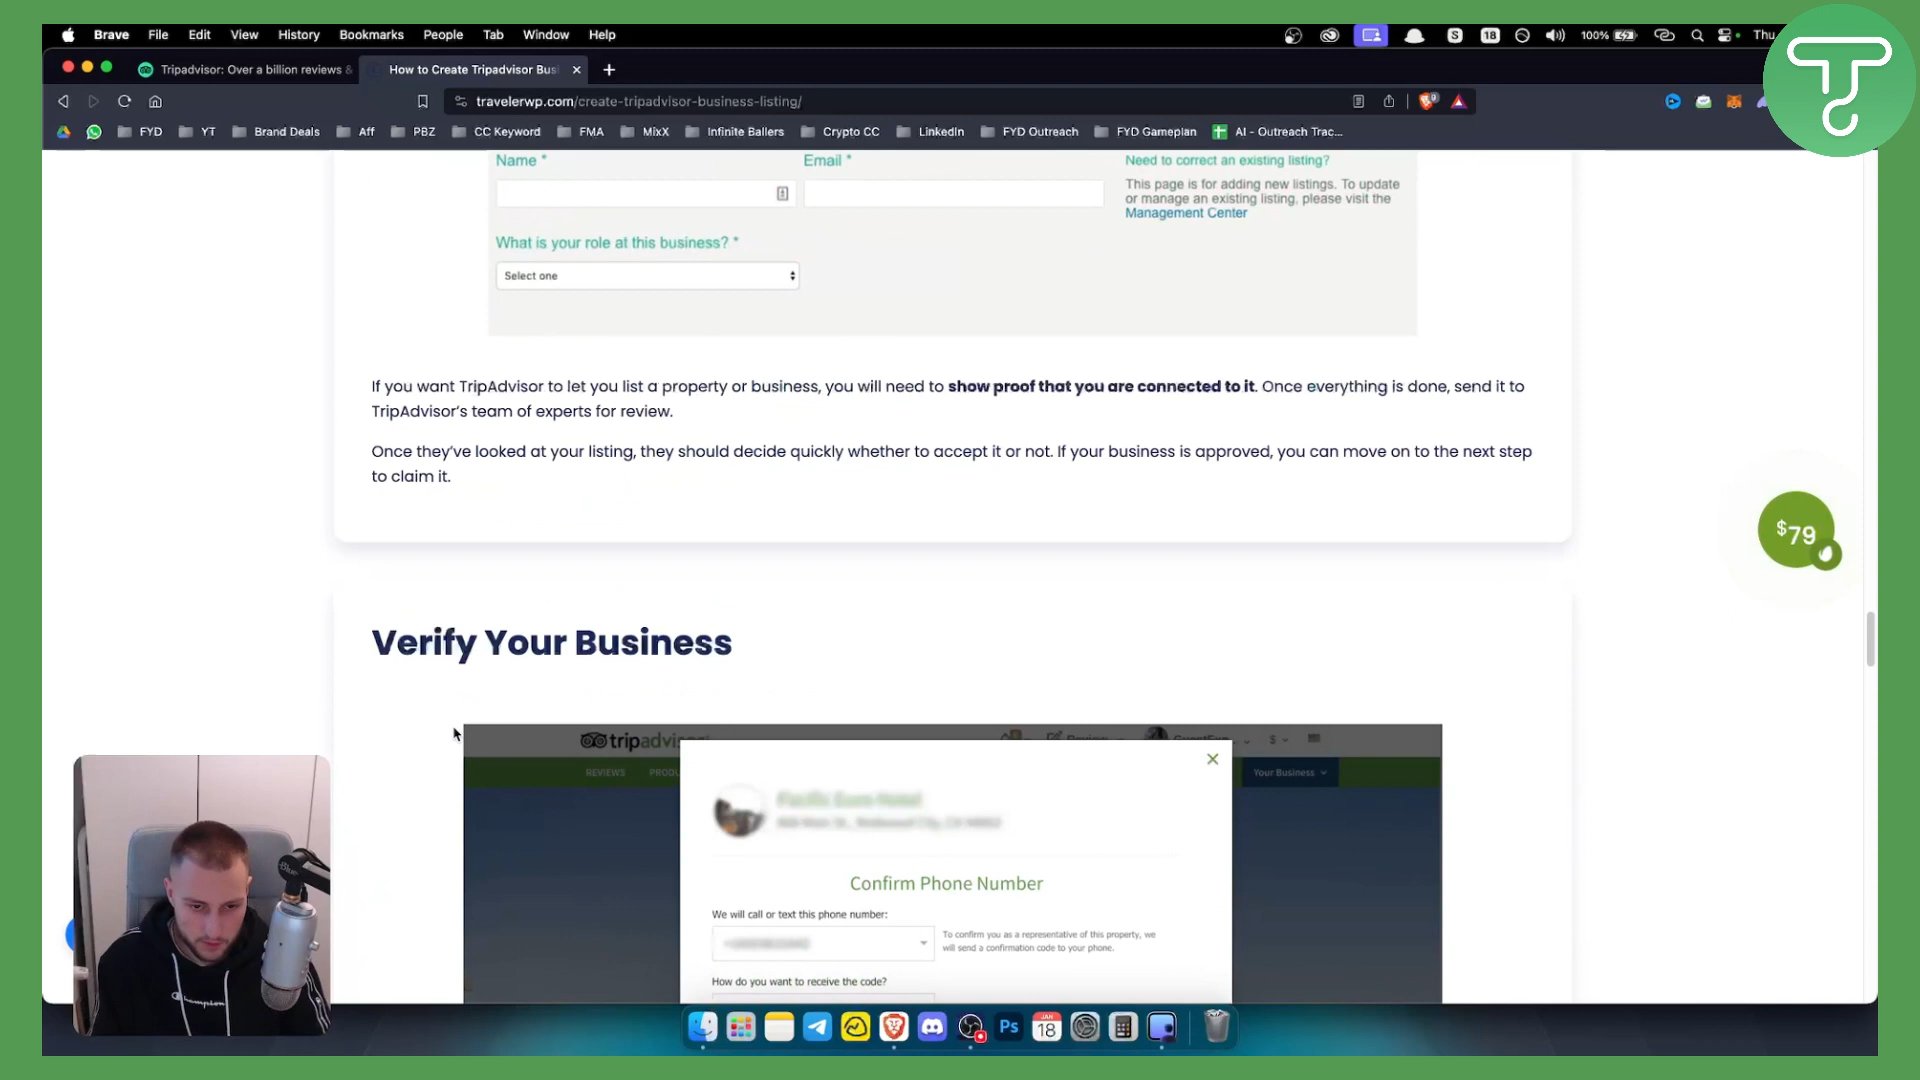 Brave File Edit View History Bookmarks People Tab Window Help
S 18 100% Thu
Tripadvisor: Over a billion reviews &
How to Create Tripadvisor Busi
travelerwp.com/create-tripadvisor-business-listing/
9
FYD YT Brand Deals Aff PBZ CC Keyword FMA MixX Infinite Ballers Crypto CC LinkedIn FYD Outreach FYD Gameplan AI - Outreach Trac...
Name * Email * Need to correct an existing listing?
This page is for adding new listings. To update
or manage an existing listing, please visit the
Management Center
What is your role at this business? *
Select one
If you want TripAdvisor to let you list a property or business, you will need to show proof that you are connected to it. Once everything is done, send it to
TripAdvisor's team of experts for review.
Once they've looked at your listing, they should decide quickly whether to accept it or not. If your business is approved, you can move on to the next step
to claim it.
$79
Verify Your Business
tripadvisor Review $
REVIEWS Your Business
Confirm Phone Number
We will call or text this phone number:
To confirm you as a representative of this property, we
will send a confirmation code to your phone.
How do you want to receive the code?
Champion
Blue
Ps JAN 18